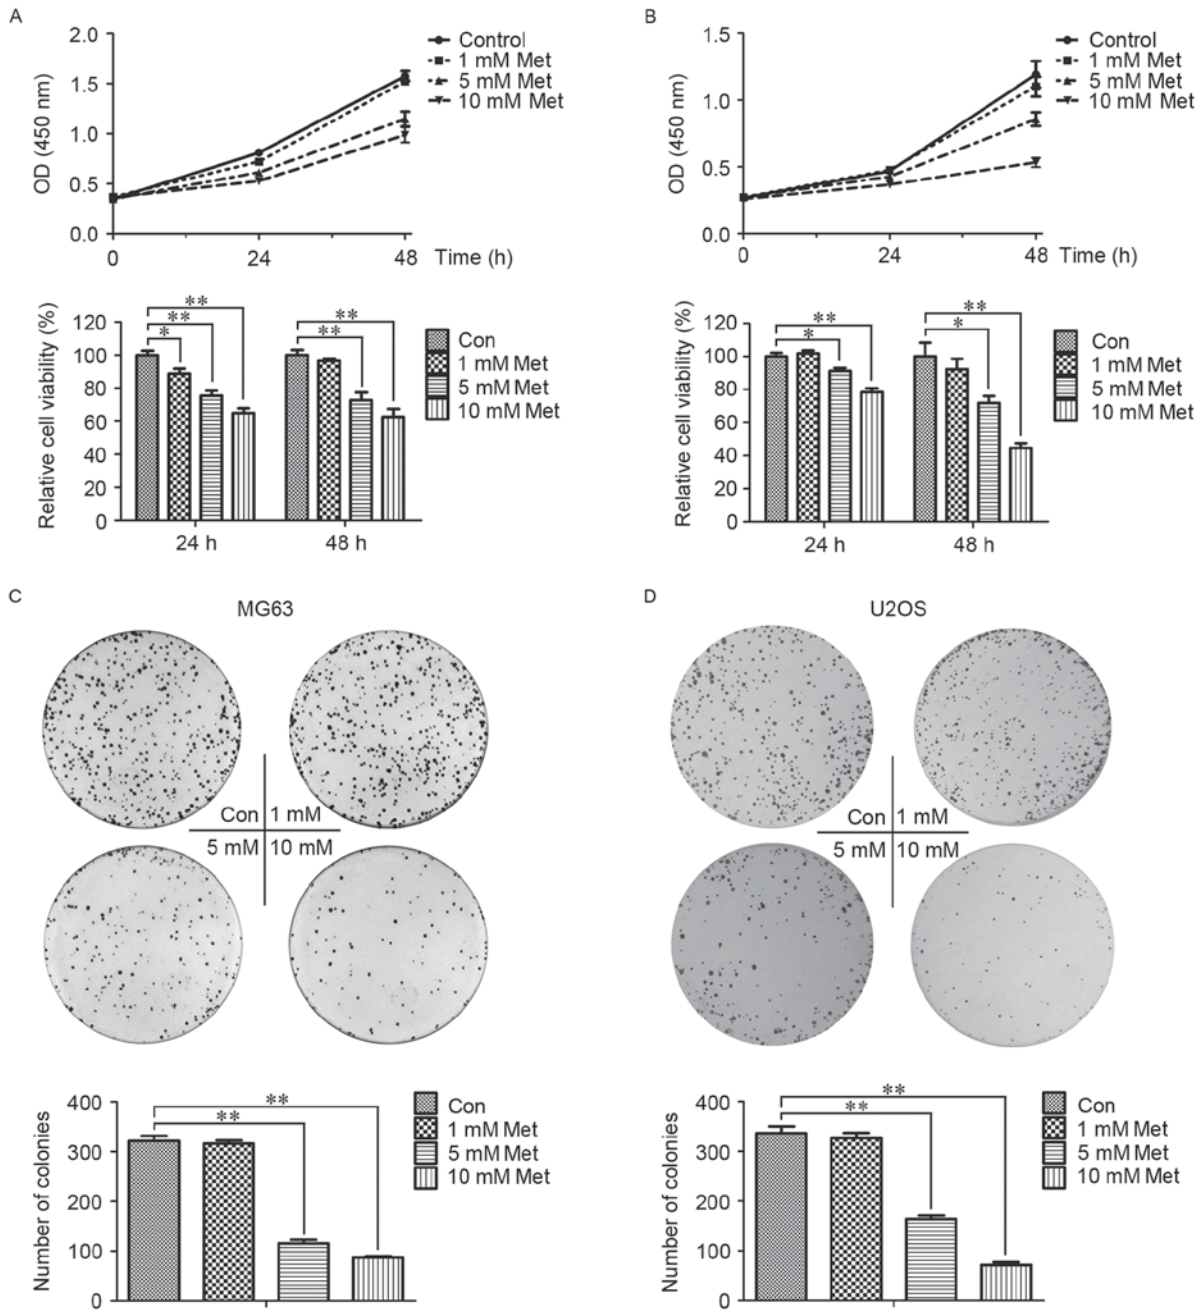 A
2.0
1.5
1.0
0.5
0.0
OD (450 nm)
0
24
48
Time (h)
Control
1 mM Met
5 mM Met
10 mM Met
B
1.5
1.0
0.5
0.0
OD (450 nm)
0
24
48
Time (h)
Control
1 mM Met
5 mM Met
10 mM Met
Relative cell viability (%)
120
100
80
60
40
20
0
**
**
*
**
**
24 h
48 h
Con
1 mM Met
5 mM Met
10 mM Met
Relative cell viability (%)
120
100
80
60
40
20
0
**
*
**
*
24 h
48 h
Con
1 mM Met
5 mM Met
10 mM Met
C
MG63
Con
1 mM
5 mM
10 mM
D
U2OS
Con
1 mM
5 mM
10 mM
Number of colonies
400
300
200
100
0
**
**
Con
1 mM Met
5 mM Met
10 mM Met
Number of colonies
400
300
200
100
0
**
**
Con
1 mM Met
5 mM Met
10 mM Met